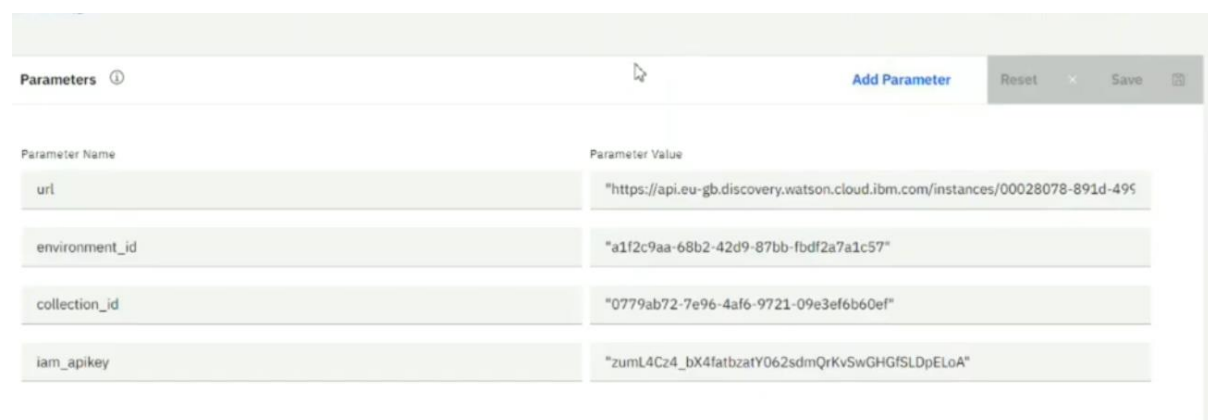 Parameters
Add Parameter
Reset
Save
Parameter Name Parameter Value
url "https://api.eu-gb.discovery.watson.cloud.ibm.com/instances/00028078-891d-499
environment_id "a1f2c9aa-68b2-42d9-87bb-fbdf2a7a1c57"
collection_id "0779ab72-7e96-4af6-9721-09e3ef6b60ef"
iam_apikey "zumL4Cz4_bX4fatbzatY062sdmQrKvSwGHGfSLDpELoA"